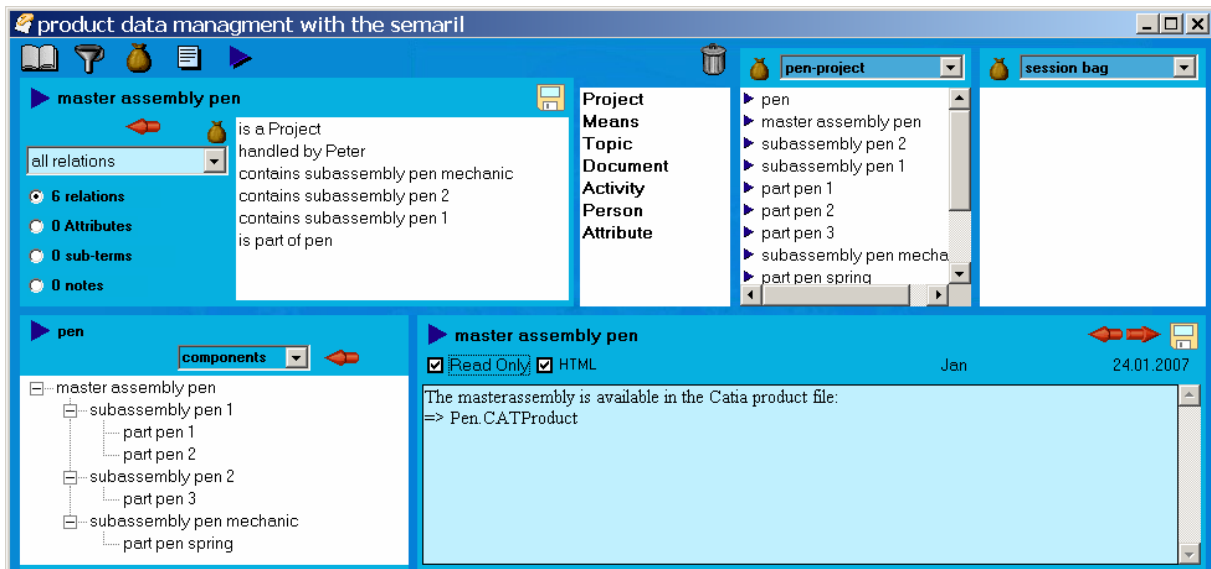 product data managment with the semaril
pen-project
session bag
master assembly pen
all relations
6 relations
0 Attributes
0 sub-terms
0 notes
is a Project
handled by Peter
contains subassembly pen mechanic
contains subassembly pen 2
contains subassembly pen 1
is part of pen
Project
Means
Topic
Document
Activity
Person
Attribute
pen
master assembly pen
subassembly pen 2
subassembly pen 1
part pen 1
part pen 2
part pen 3
subassembly pen mecha
part pen spring
pen
components
master assembly pen
subassembly pen 1
part pen 1
part pen 2
subassembly pen 2
part pen 3
subassembly pen mechanic
part pen spring
master assembly pen
Read Only HTML Jan 24.01.2007
The masterassembly is available in the Catia product file:
=> Pen.CATProduct